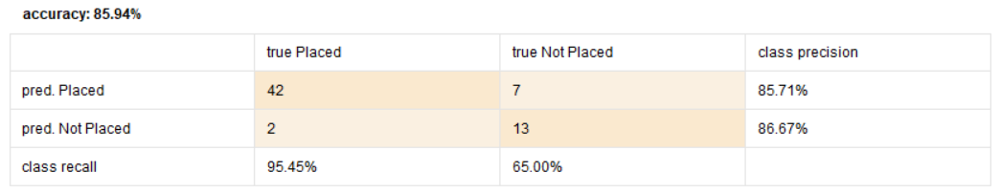 accuracy: 85.94%
true Placed true Not Placed class precision
pred. Placed 42 7 85.71%
pred. Not Placed 2 13 86.67%
class recall 95.45% 65.00%